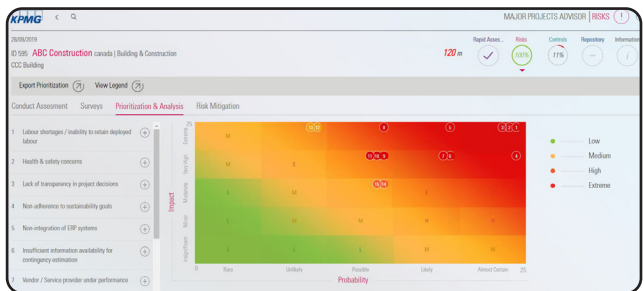 KPMG
MAJOR PROJECTS ADVISOR | RISKS
28/08/2019
ID 595 ABC Construction canada | Building & Construction
CCC Building
120 m
Rapid Asses... Risks Controls Repository Information
100% 11%
Export Prioritization View Legend
Conduct Assesment Surveys Prioritization & Analysis Risk Mitigation
1 Labour shortages / inability to retain deployed labour
2 Health & safety concerns
3 Lack of transparency in project decisions
4 Non-adherence to sustainability goals
5 Non-integration of ERP systems
6 Insufficient information availability for contingency estimation
7 Vendor / Service provider under performance
Impact
25
Extreme
Very High
Moderate
Minor
Insignificant
M
M E
M
M M H H
L L M M
0 Rare Unlikely Possible Likely Almost Certain 25
Probability
Low
Medium
High
Extreme